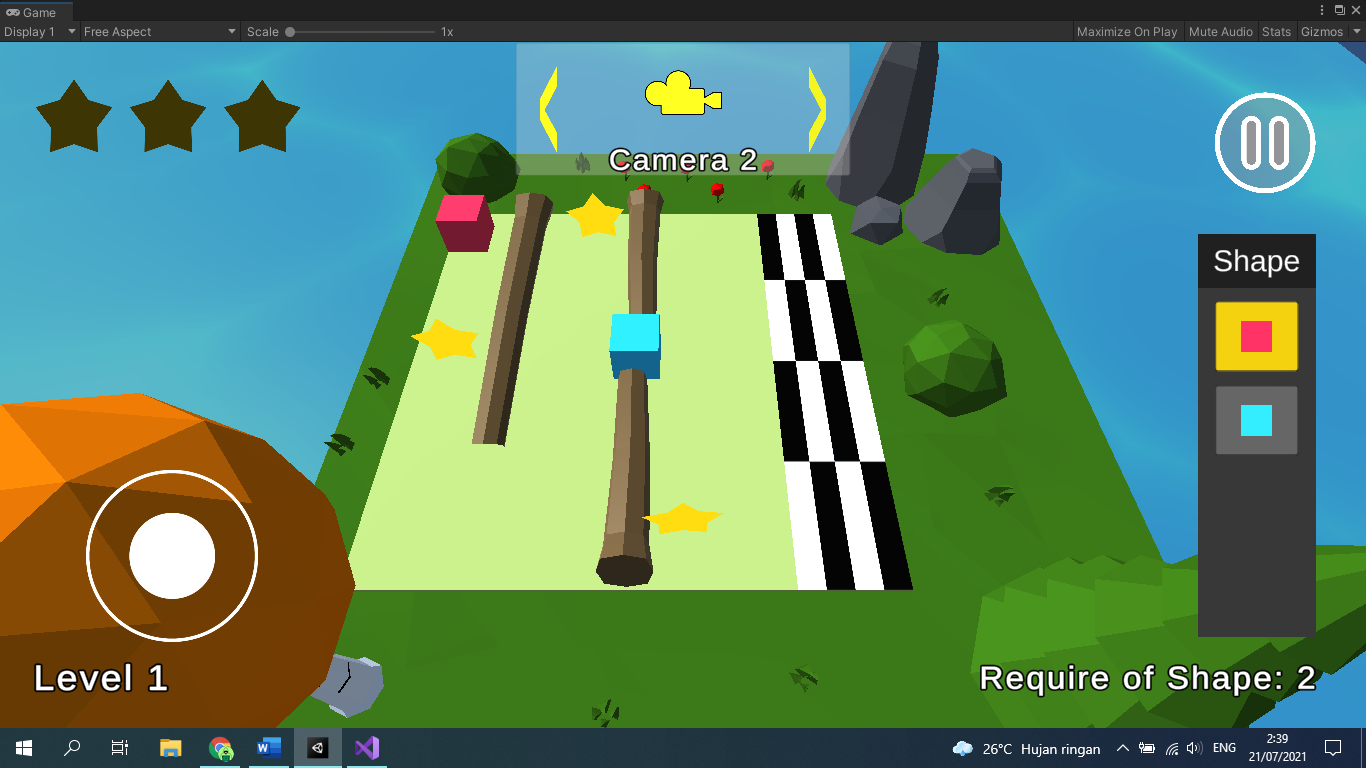 Game
Display 1 Free Aspect Scale 1x Maximize On Play Mute Audio Stats Gizmos
Camera 2
Shape
Level 1
Require of Shape: 2
26°C Hujan ringan ENG 2:39
21/07/2021